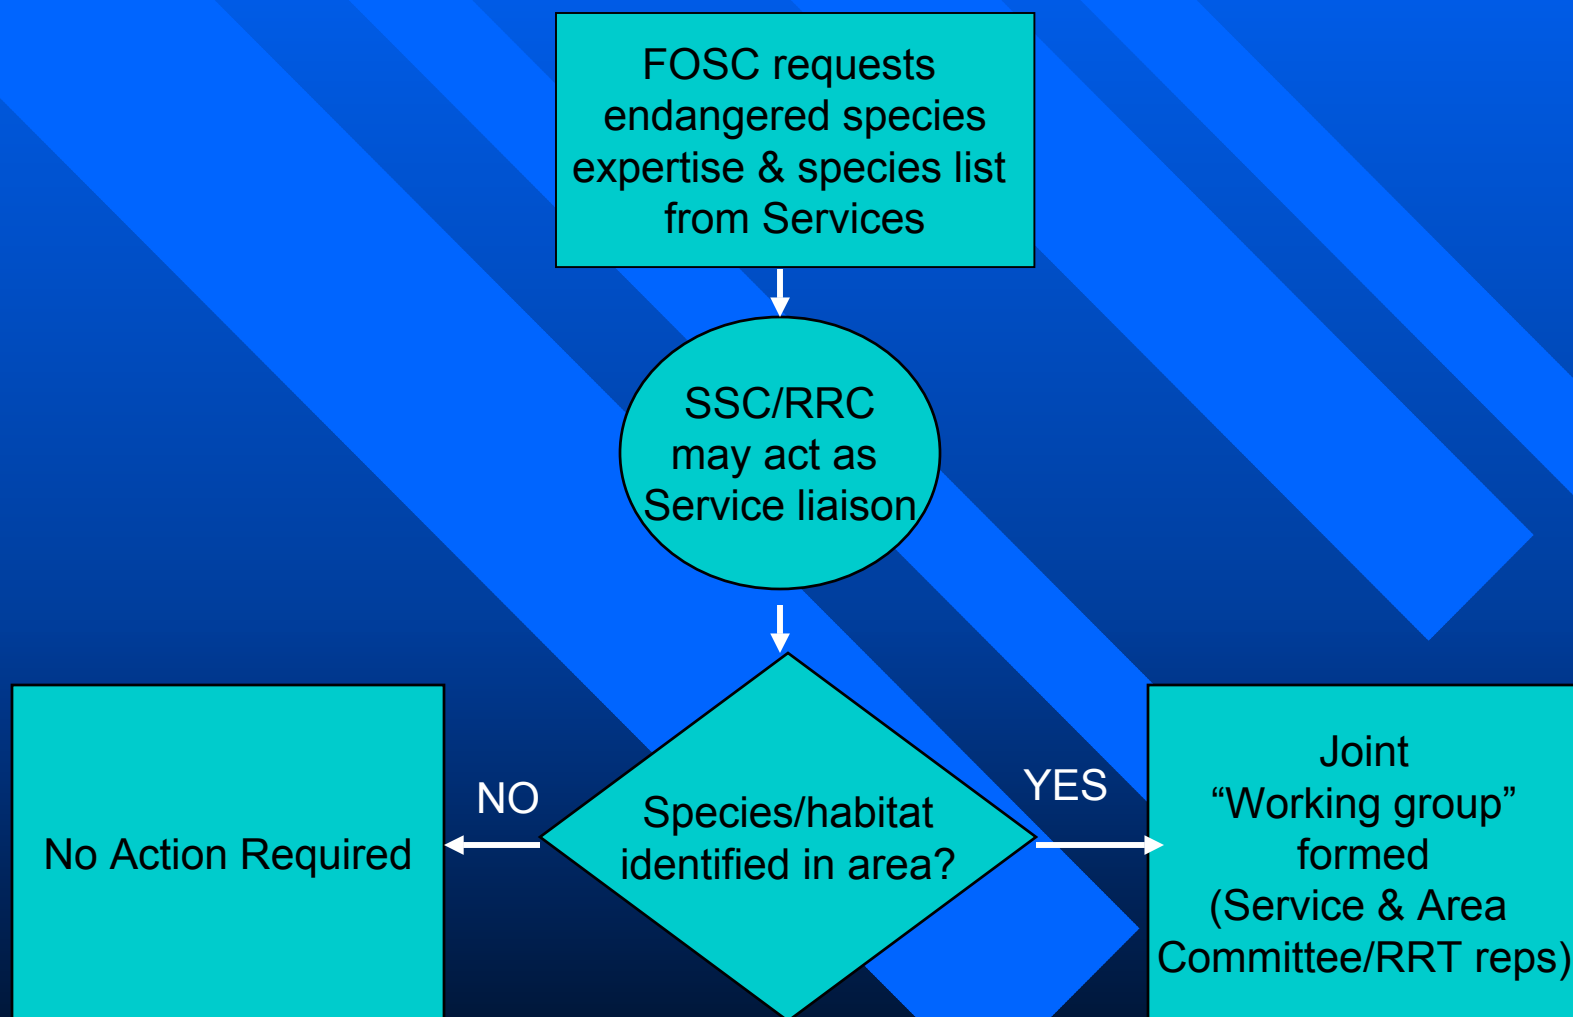 FOSC requests
endangered species
expertise & species list
from Services
SSC/RRC
may act as
Service liaison
NO
YES
No Action Required
Species/habitat
identified in area?
Joint
“Working group”
formed
(Service & Area
Committee/RRT reps)